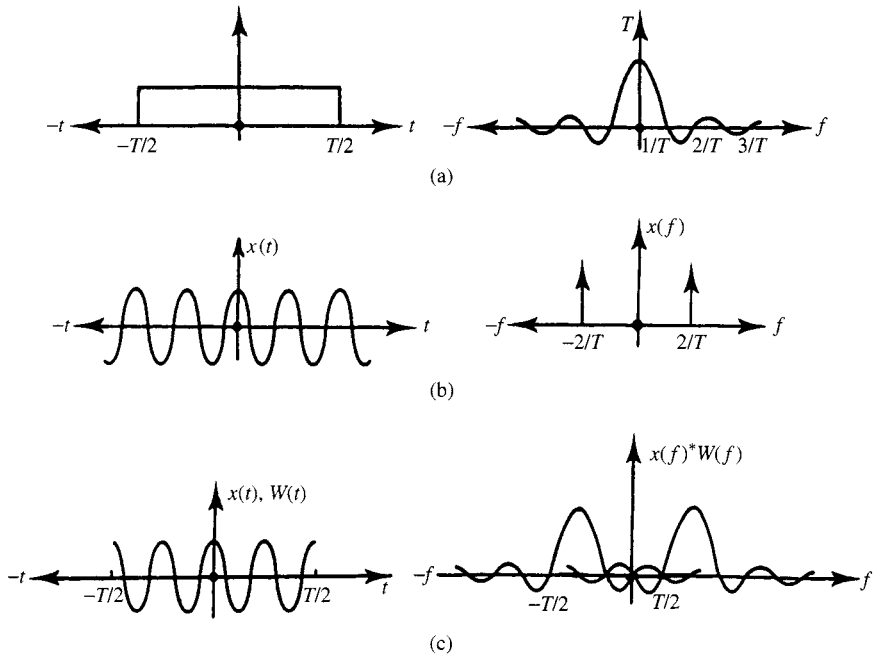 T
-t t -f f
-T/2 T/2 1/T 2/T 3/T
(a)
x(t) x(f)
-t t -f f
-2/T 2/T
(b)
x(t), W(t) x(f)*W(f)
-t t -f f
-T/2 T/2 -T/2 T/2
(c)